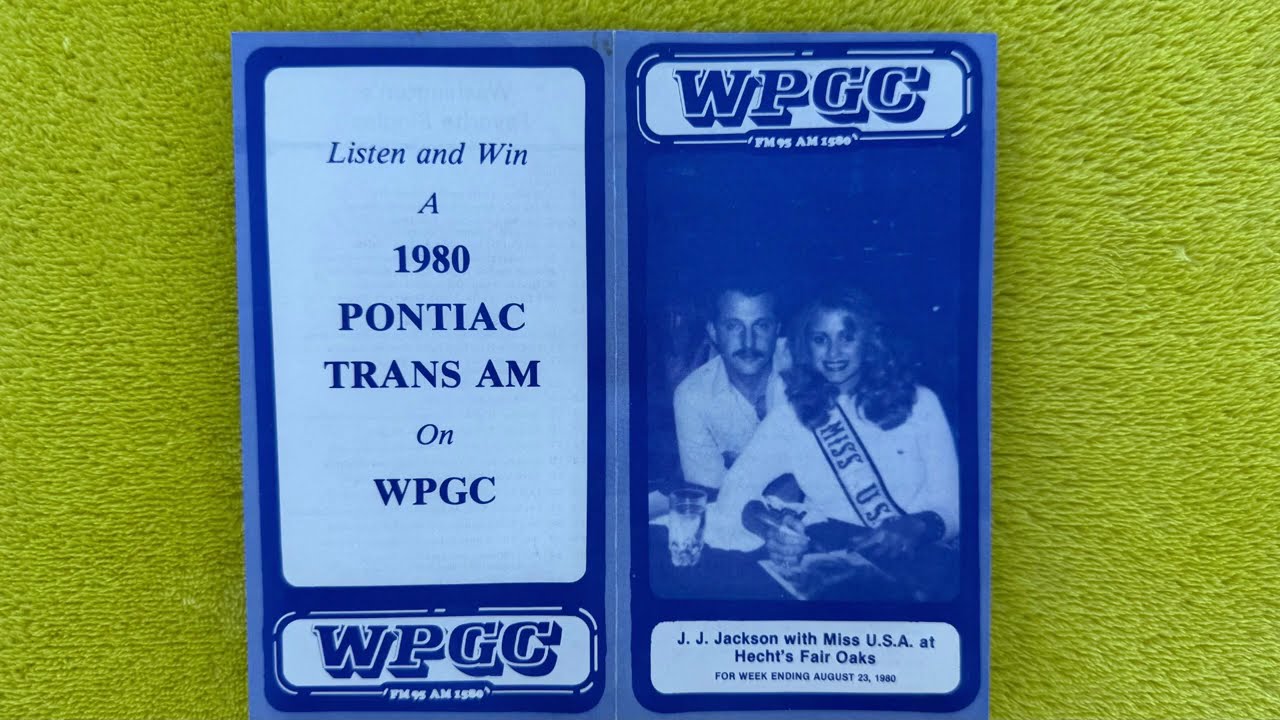 Listen and Win
A
1980
PONTIAC
TRANS AM
On
WPGC
WPGC
FM 95 AM 1580
WPGC
FM 95 AM 1580
MISS U.S.
J. J. Jackson with Miss U.S.A. at
Hecht's Fair Oaks
FOR WEEK ENDING AUGUST 23, 1980